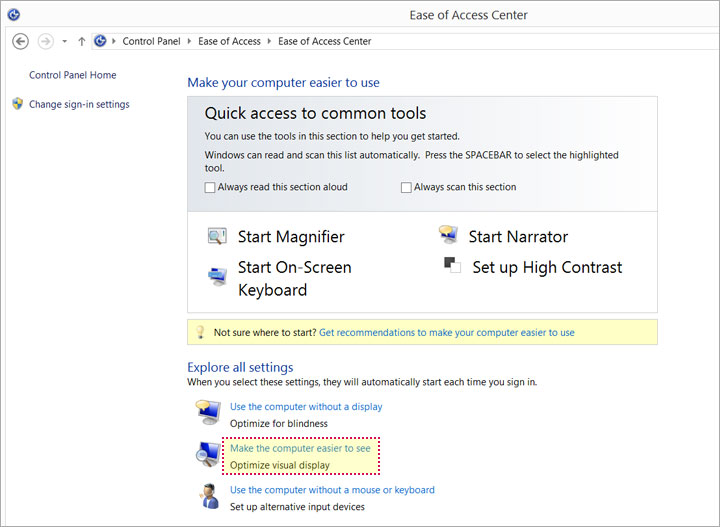 Ease of Access Center
Control Panel Ease of Access Ease of Access Center
Control Panel Home
Change sign-in settings
Make your computer easier to use
Quick access to common tools
You can use the tools in this section to help you get started.
Windows can read and scan this list automatically. Press the SPACEBAR to select the highlighted
tool.
Always read this section aloud
Always scan this section
Start Magnifier
Start Narrator
Start On-Screen
Keyboard
Set up High Contrast
Not sure where to start? Get recommendations to make your computer easier to use
Explore all settings
When you select these settings, they will automatically start each time you sign in.
Use the computer without a display
Optimize for blindness
Make the computer easier to see
Optimize visual display
Use the computer without a mouse or keyboard
Set up alternative input devices